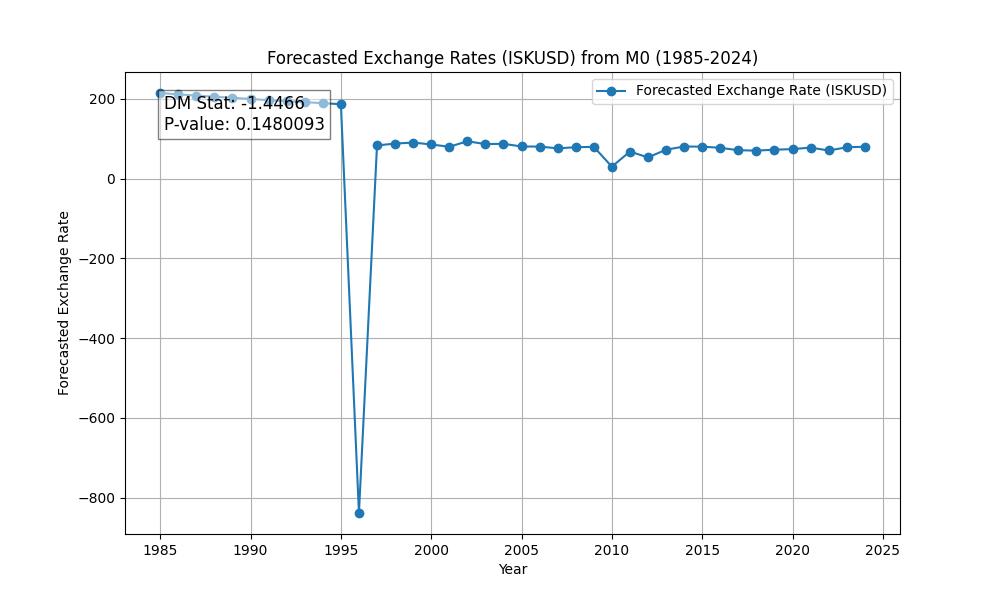 Forecasted Exchange Rates (ISKUSD) from M0 (1985-2024)
Forecasted Exchange Rate (ISKUSD)
DM Stat: -1.4466
P-value: 0.1480093
Forecasted Exchange Rate
200
0
−200
−400
−600
−800
1985 1990 1995 2000 2005 2010 2015 2020 2025
Year